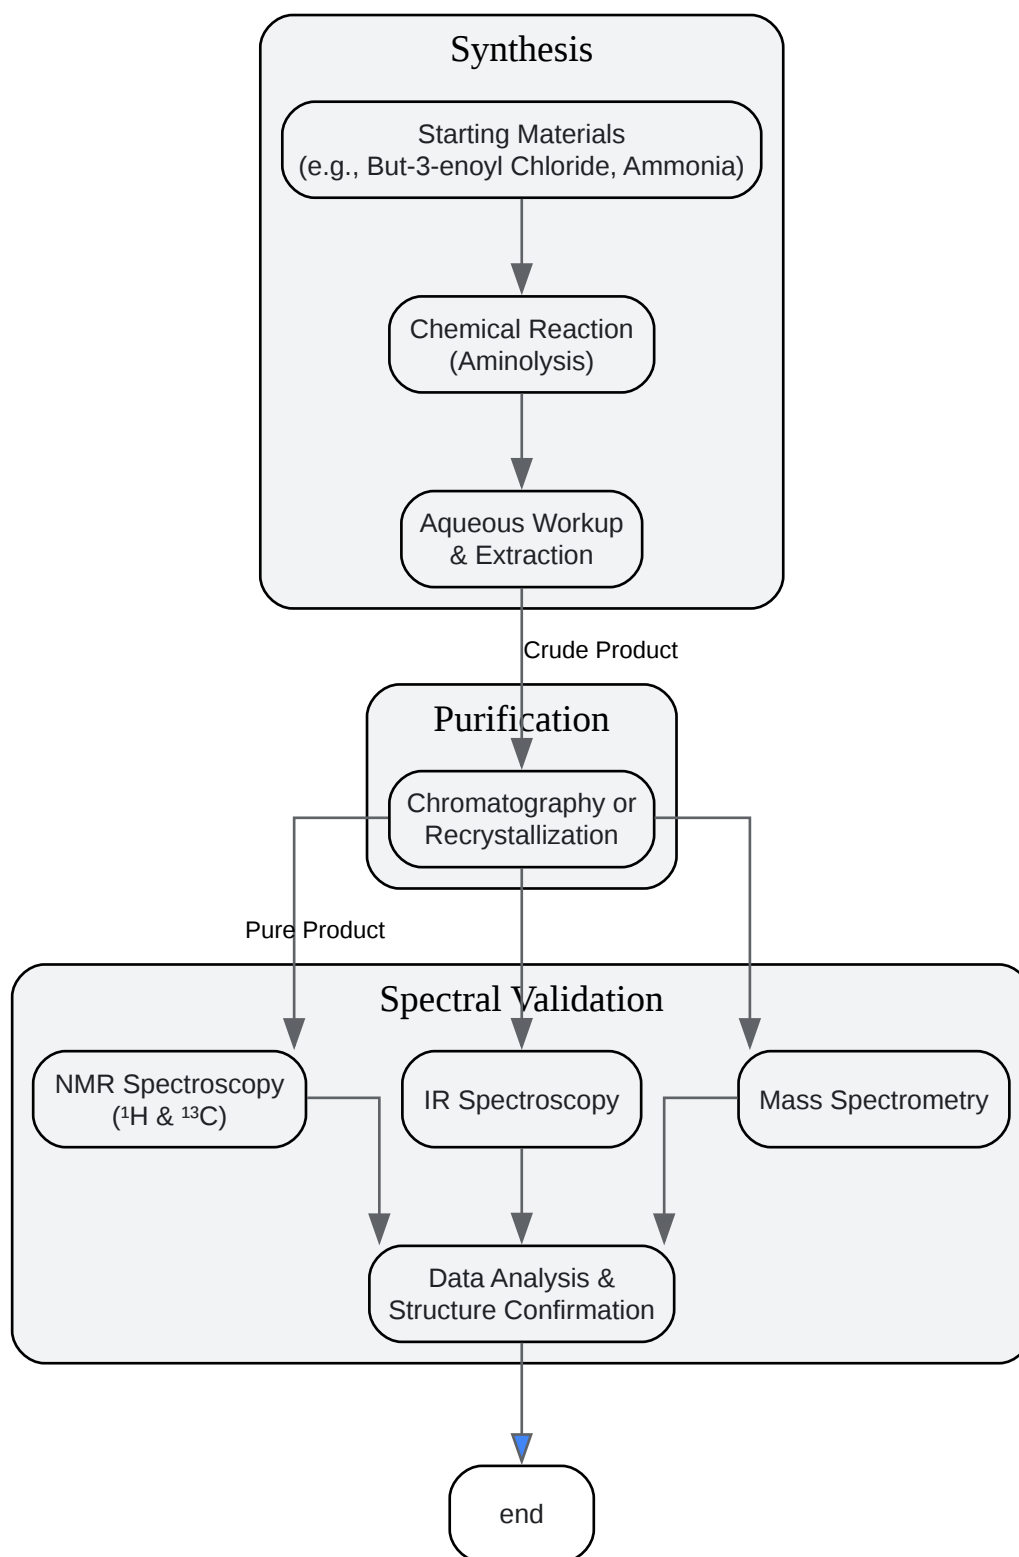 Synthesis
Starting Materials
(e.g., But-3-enoyl Chloride, Ammonia)
Chemical Reaction
(Aminolysis)
Aqueous Workup
& Extraction
Crude Product
Purification
Chromatography or
Recrystallization
Pure Product
Spectral Validation
NMR Spectroscopy
(¹H & ¹³C)
IR Spectroscopy
Mass Spectrometry
Data Analysis &
Structure Confirmation
end